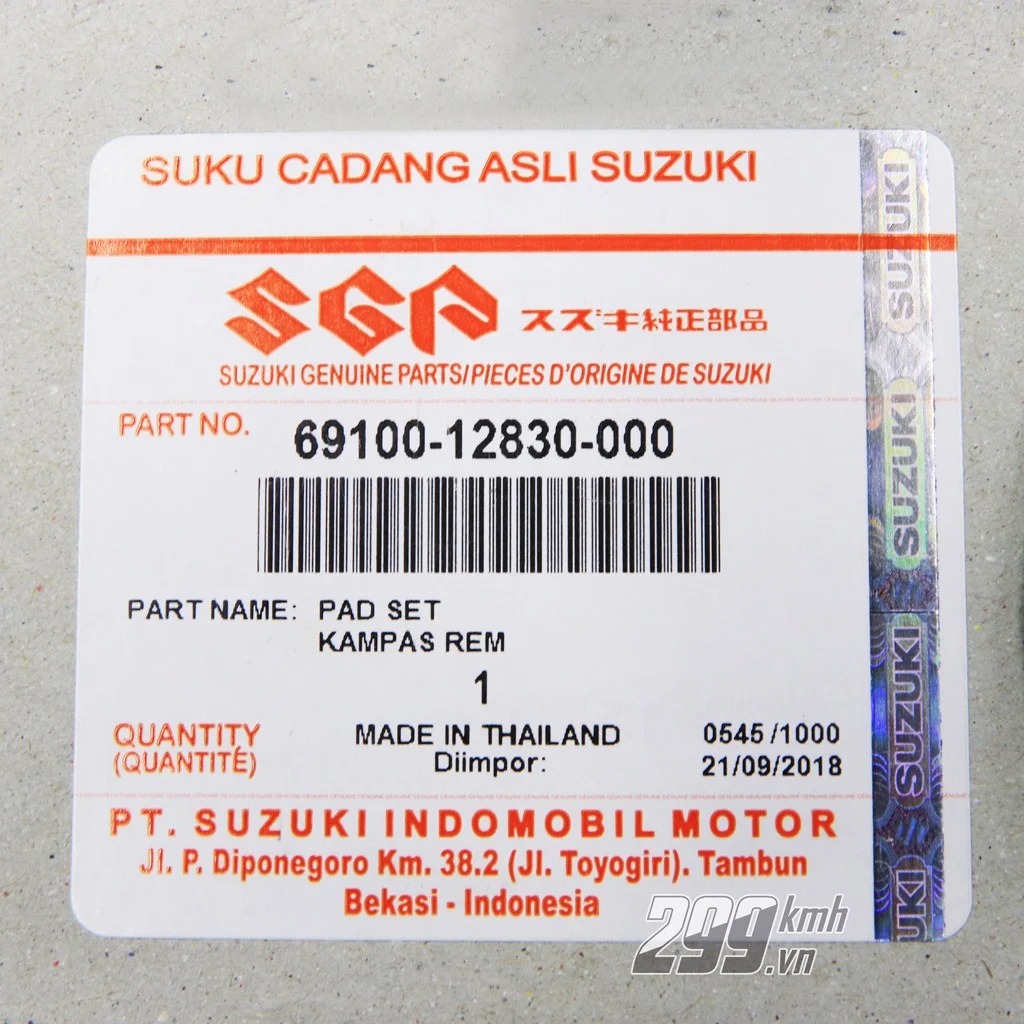 SUKU CADANG ASLI SUZUKI
SGP スズキ純正部品
SUZUKI GENUINE PARTS/PIECES D'ORIGINE DE SUZUKI
PART NO. 69100-12830-000
PART NAME: PAD SET
KAMPAS REM
1
QUANTITY MADE IN THAILAND 0545/1000
(QUANTITÉ) Diimpor: 21/09/2018
PT. SUZUKI INDOMOBIL MOTOR
Jl. P. Diponegoro Km. 38.2 (Jl. Toyogiri). Tambun
Bekasi - Indonesia
SUZUKI
SUZUKI
SUZUKI
UKI
299kmh.vn